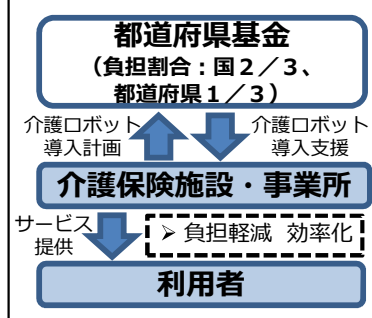 都道府県基金
（負担割合：国２／３、
都道府県１／３）
介護ロボット
導入計画
介護ロボット
導入支援
介護保険施設・事業所
サービス
提供
➢ 負担軽減 効率化
利用者